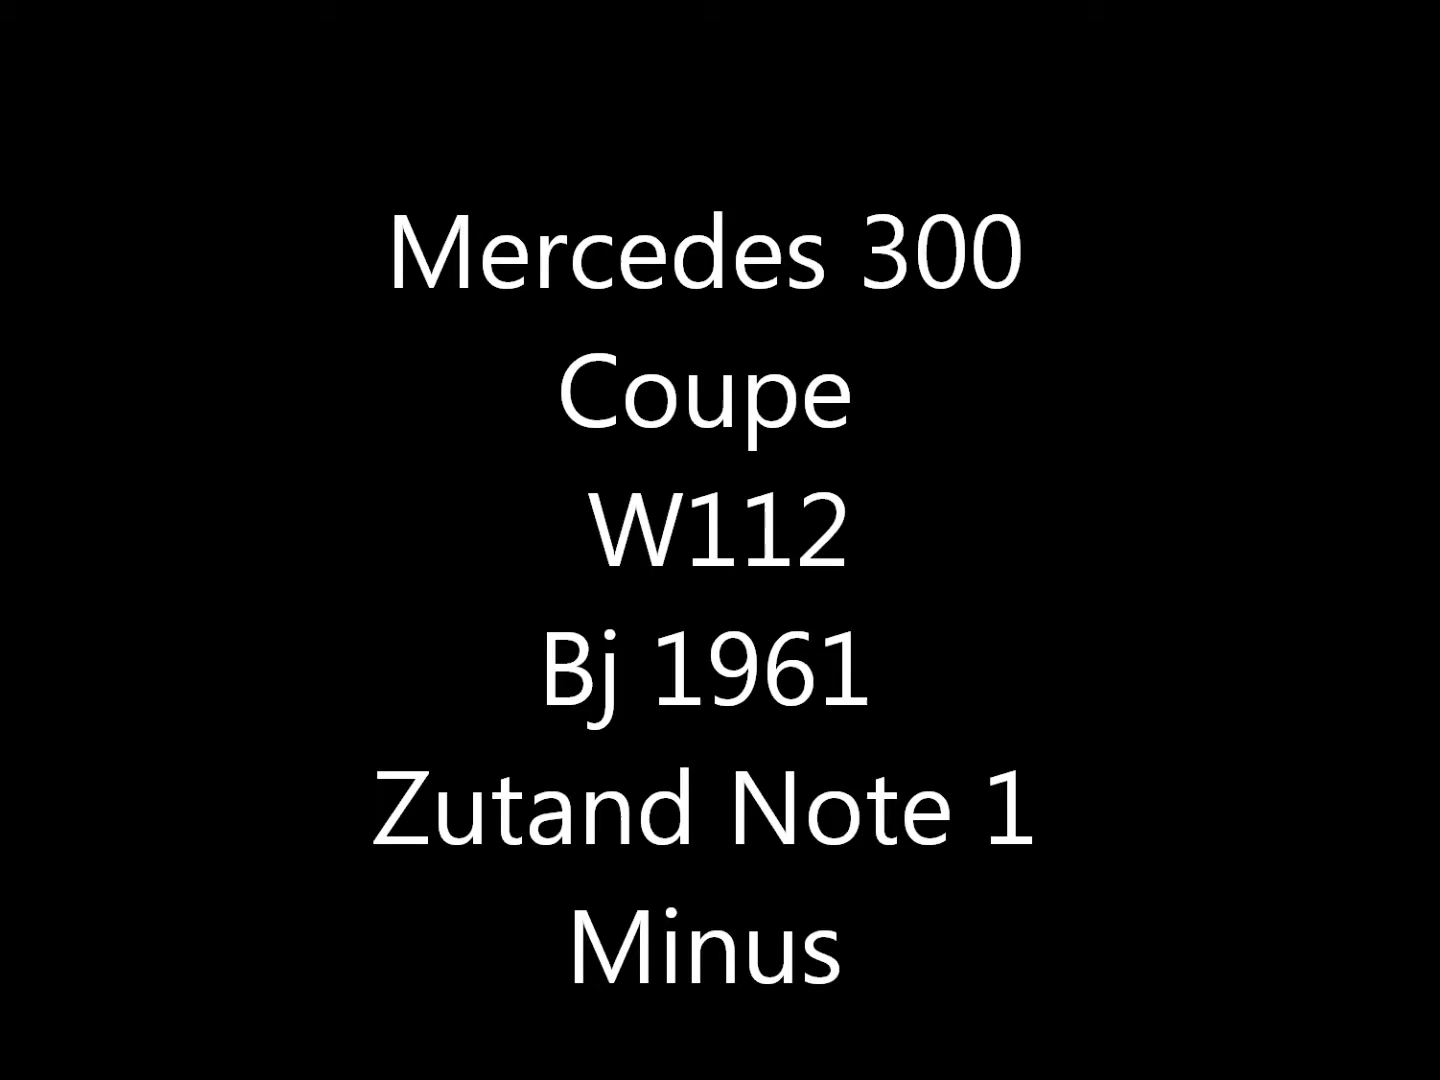 Mercedes 300
Coupe
W112
Bj 1961
Zutand Note 1
Minus